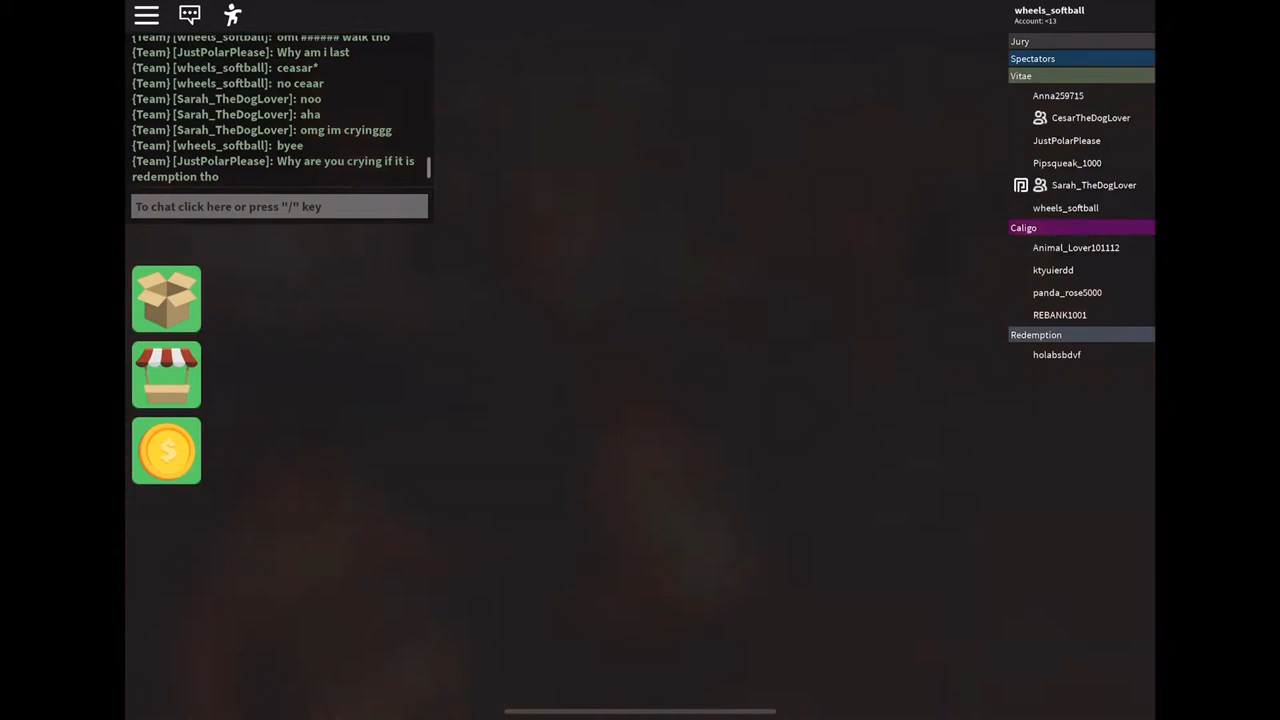 wheels_softball
Account: <13
{Team} [wheels_softball]: oml ###### walk tho
{Team} [JustPolarPlease]: Why am i last
{Team} [wheels_softball]: ceasar*
{Team} [wheels_softball]: no ceaar
{Team} [Sarah_TheDogLover]: noo
{Team} [Sarah_TheDogLover]: aha
{Team} [Sarah_TheDogLover]: omg im cryinggg
{Team} [wheels_softball]: byee
{Team} [JustPolarPlease]: Why are you crying if it is
redemption tho
To chat click here or press "/" key
Jury
Spectators
Vitae
Anna259715
CesarTheDogLover
JustPolarPlease
Pipsqueak_1000
Sarah_TheDogLover
wheels_softball
Caligo
Animal_Lover101112
ktyuierdd
panda_rose5000
REBANK1001
Redemption
holabsbdvf